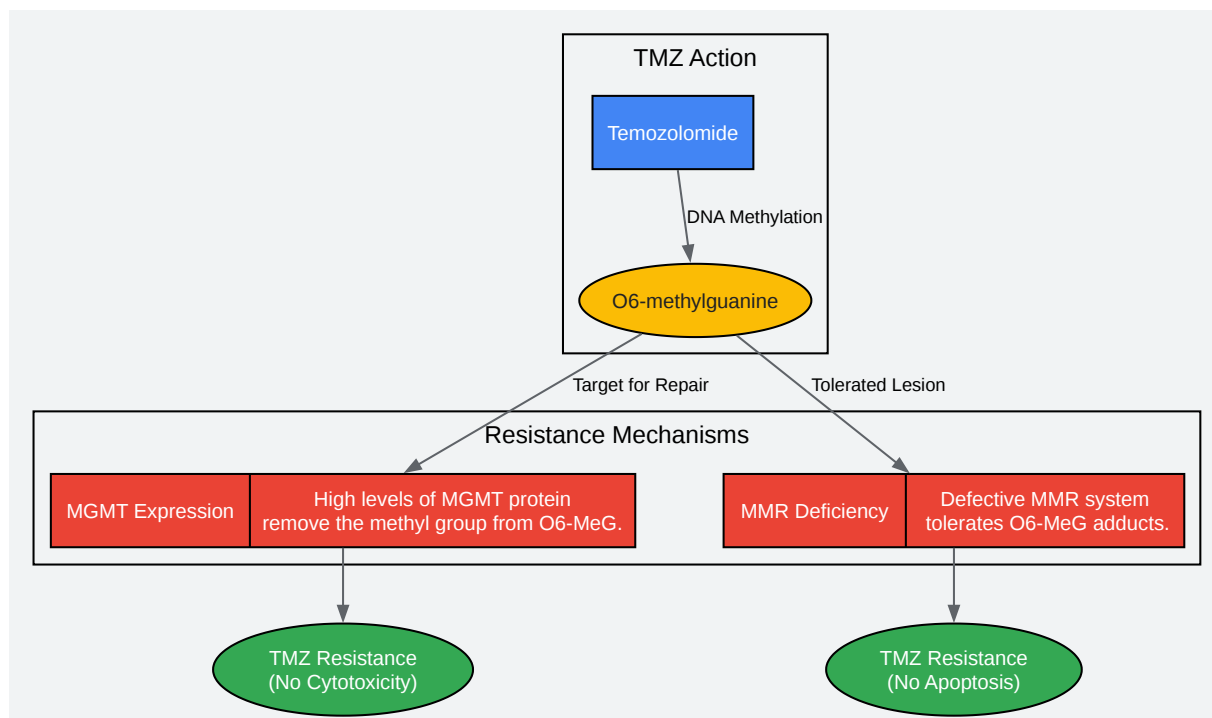 TMZ Action
Temozolomide
DNA Methylation
O6-methylguanine
Target for Repair
Tolerated Lesion
Resistance Mechanisms
MGMT Expression
High levels of MGMT protein
remove the methyl group from O6-MeG.
MMR Deficiency
Defective MMR system
tolerates O6-MeG adducts.
TMZ Resistance
(No Cytotoxicity)
TMZ Resistance
(No Apoptosis)